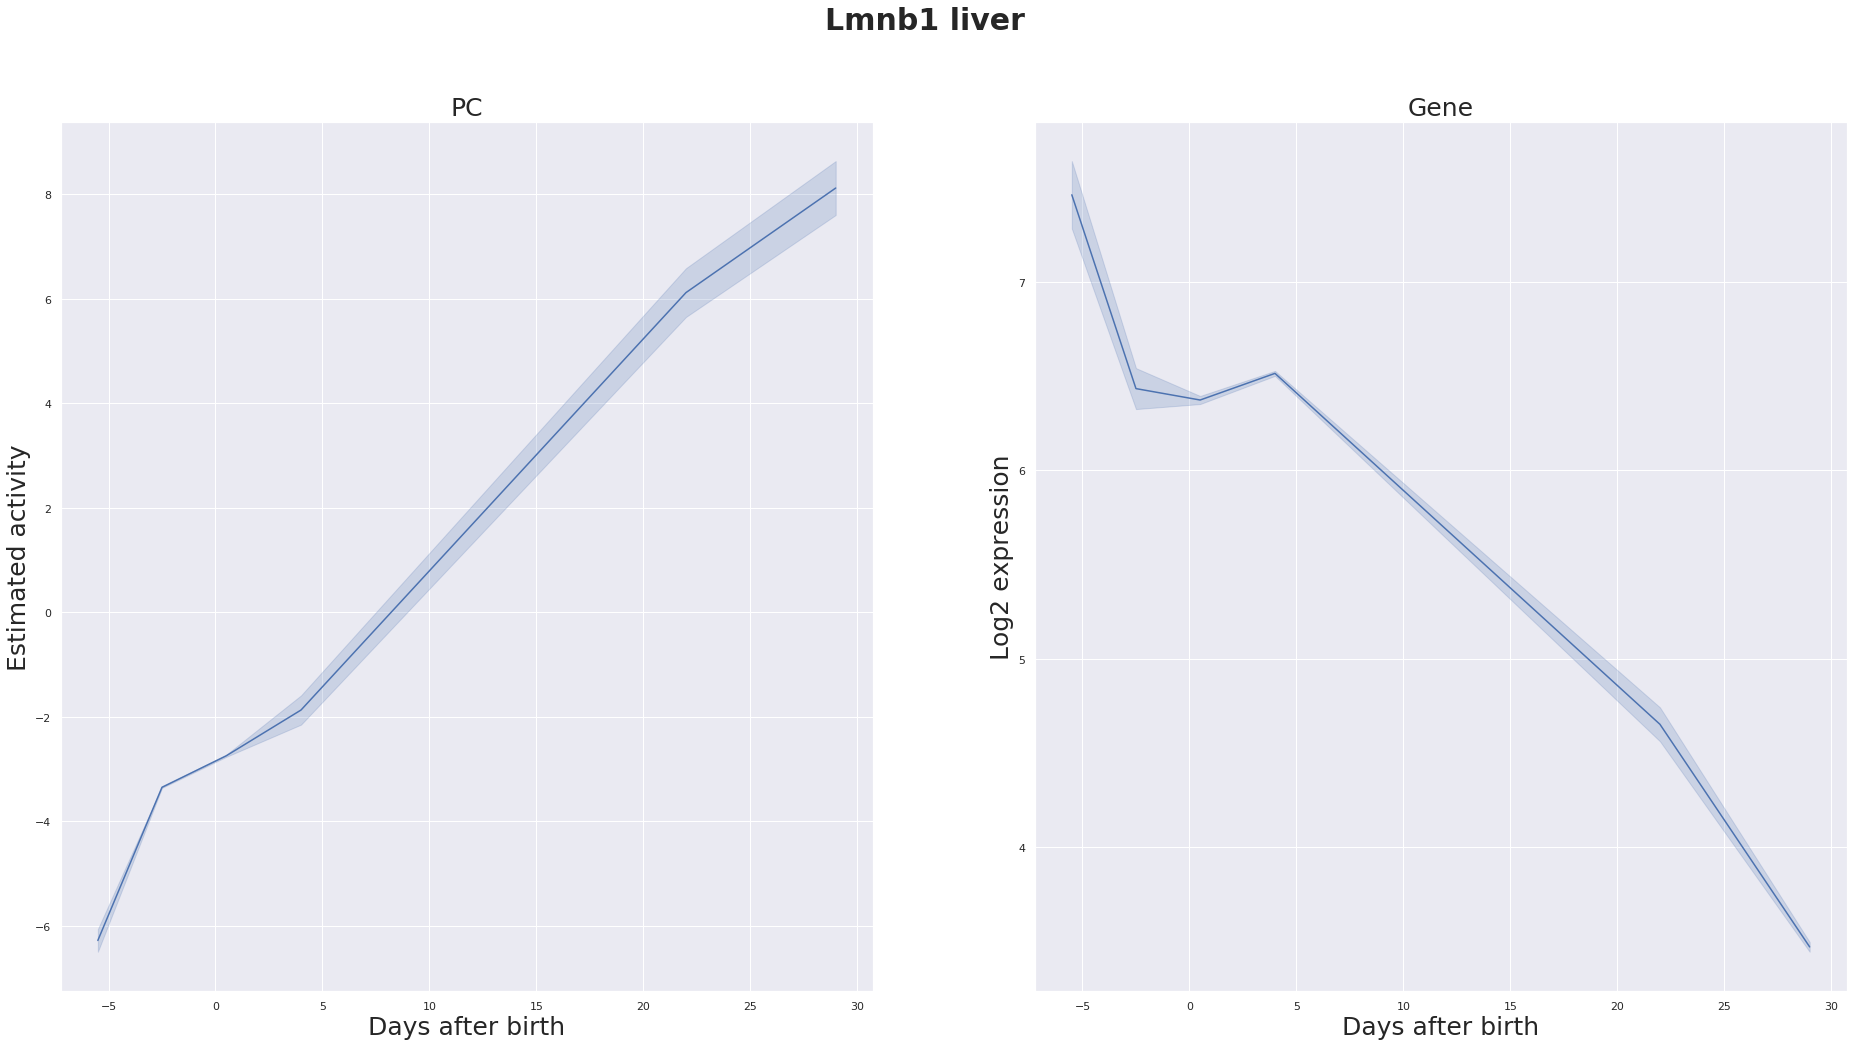 Lmnb1 liver
PC
Estimated activity
8
6
4
2
0
−2
−4
−6
−5 0 5 10 15 20 25 30
Days after birth
Gene
Log2 expression
7
6
5
4
−5 0 5 10 15 20 25 30
Days after birth